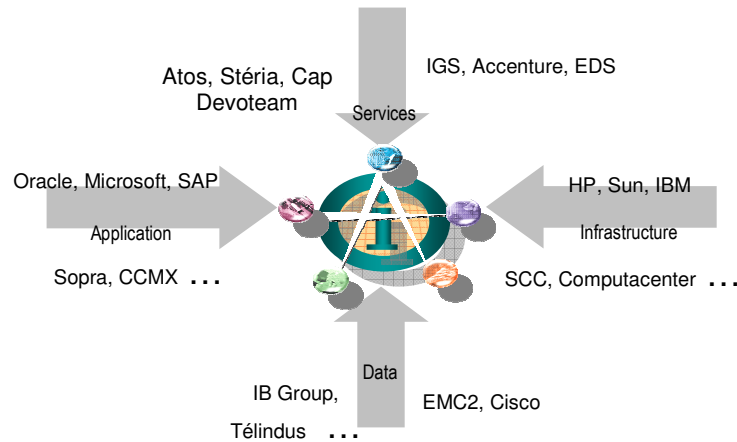 IGS, Accenture, EDS
Atos, Stéria, Cap
Devoteam
Services
Oracle, Microsoft, SAP
HP, Sun, IBM
Application
Infrastructure
Sopra, CCMX ...
SCC, Computacenter ...
i
Data
IB Group,
EMC2, Cisco
Télindus ...